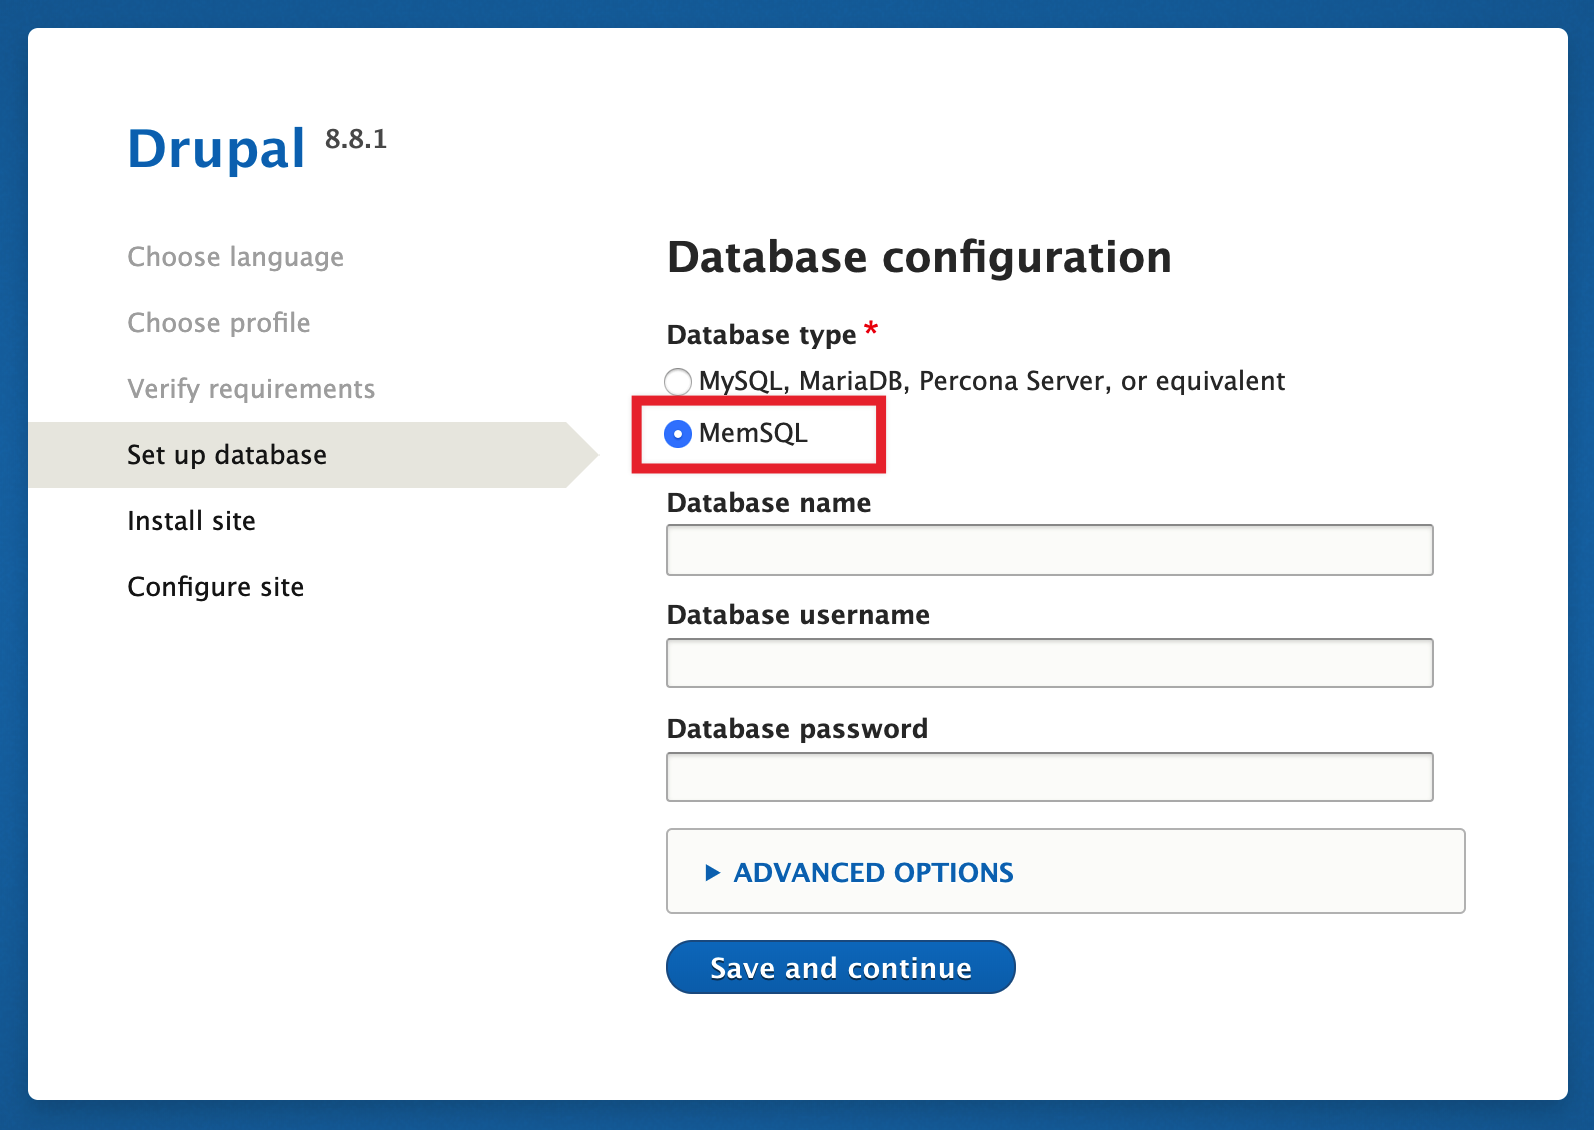 Drupal 8.8.1
Choose language
Choose profile
Verify requirements
Set up database
Install site
Configure site
Database configuration
Database type *
MySQL, MariaDB, Percona Server, or equivalent
MemSQL
Database name
Database username
Database password
ADVANCED OPTIONS
Save and continue